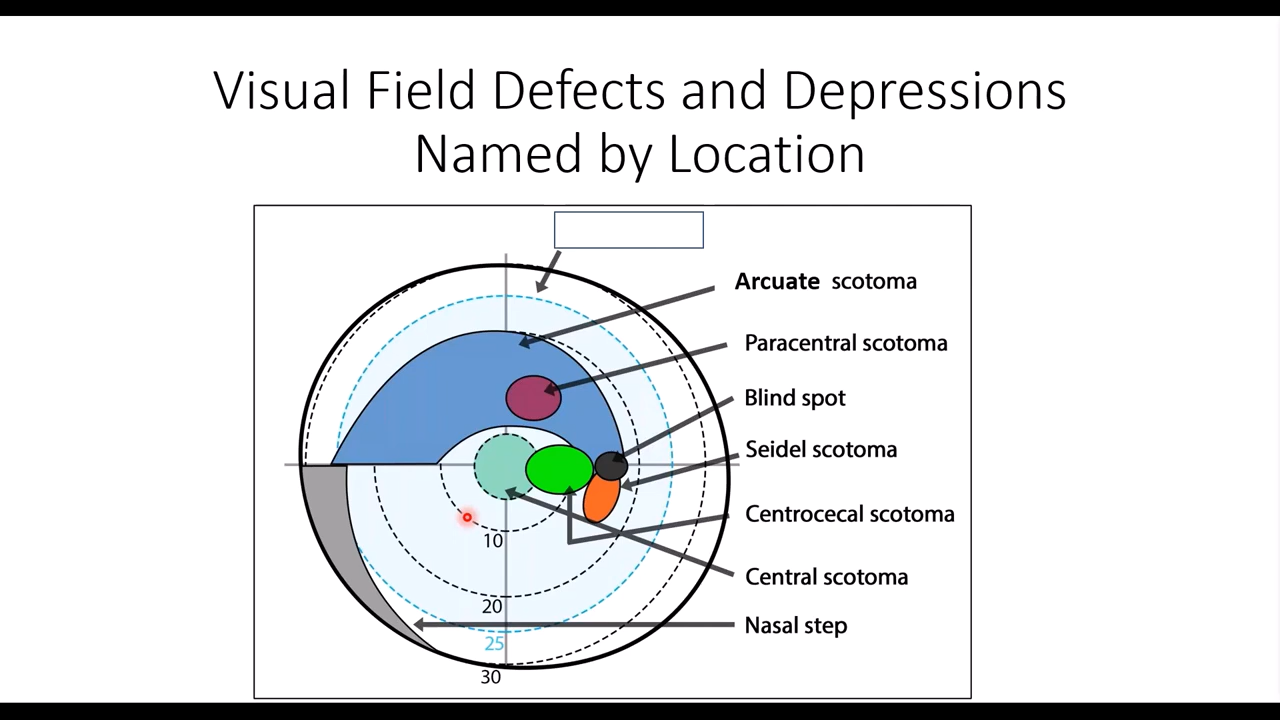 Visual Field Defects and Depressions
Named by Location
Arcuate scotoma
Paracentral scotoma
Blind spot
Seidel scotoma
Centrocecal scotoma
Central scotoma
Nasal step
10
20
25
30